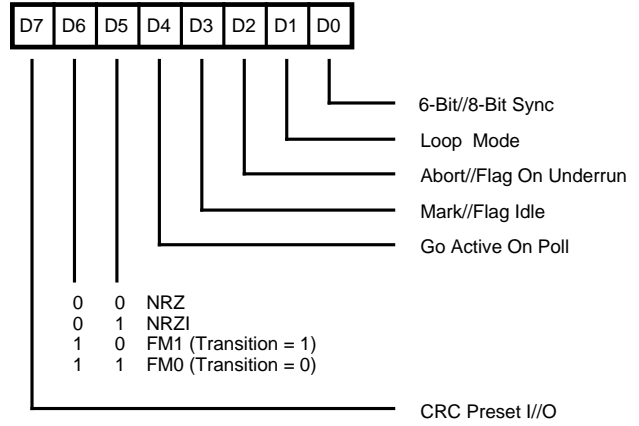 D7 D6 D5 D4 D3 D2 D1 D0
6-Bit//8-Bit Sync
Loop Mode
Abort//Flag On Underrun
Mark//Flag Idle
Go Active On Poll
0 0 NRZ
0 1 NRZI
1 0 FM1 (Transition = 1)
1 1 FM0 (Transition = 0)
CRC Preset I//O